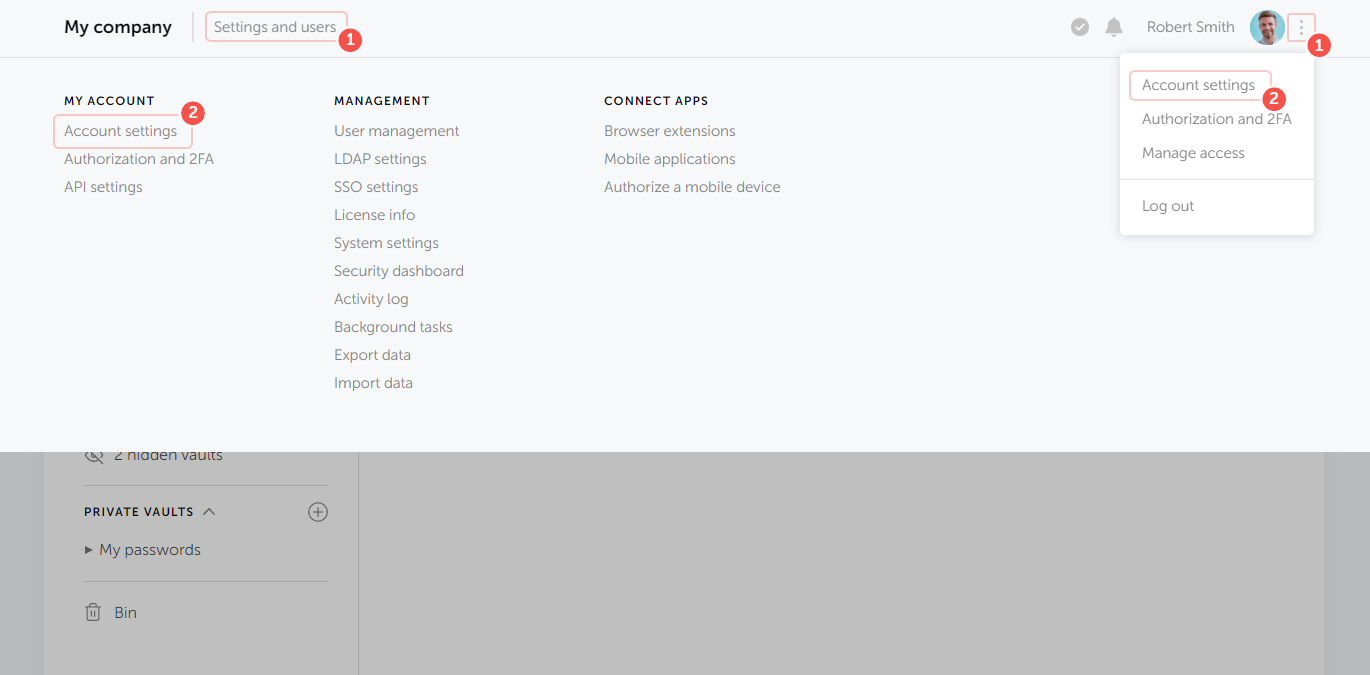 My company
Settings and users
1
Robert Smith
1
MY ACCOUNT
2
Account settings
Authorization and 2FA
API settings
MANAGEMENT
User management
LDAP settings
SSO settings
License info
System settings
Security dashboard
Activity log
Background tasks
Export data
Import data
CONNECT APPS
Browser extensions
Mobile applications
Authorize a mobile device
Account settings
2
Authorization and 2FA
Manage access
Log out
2 hidden vaults
PRIVATE VAULTS
My passwords
Bin